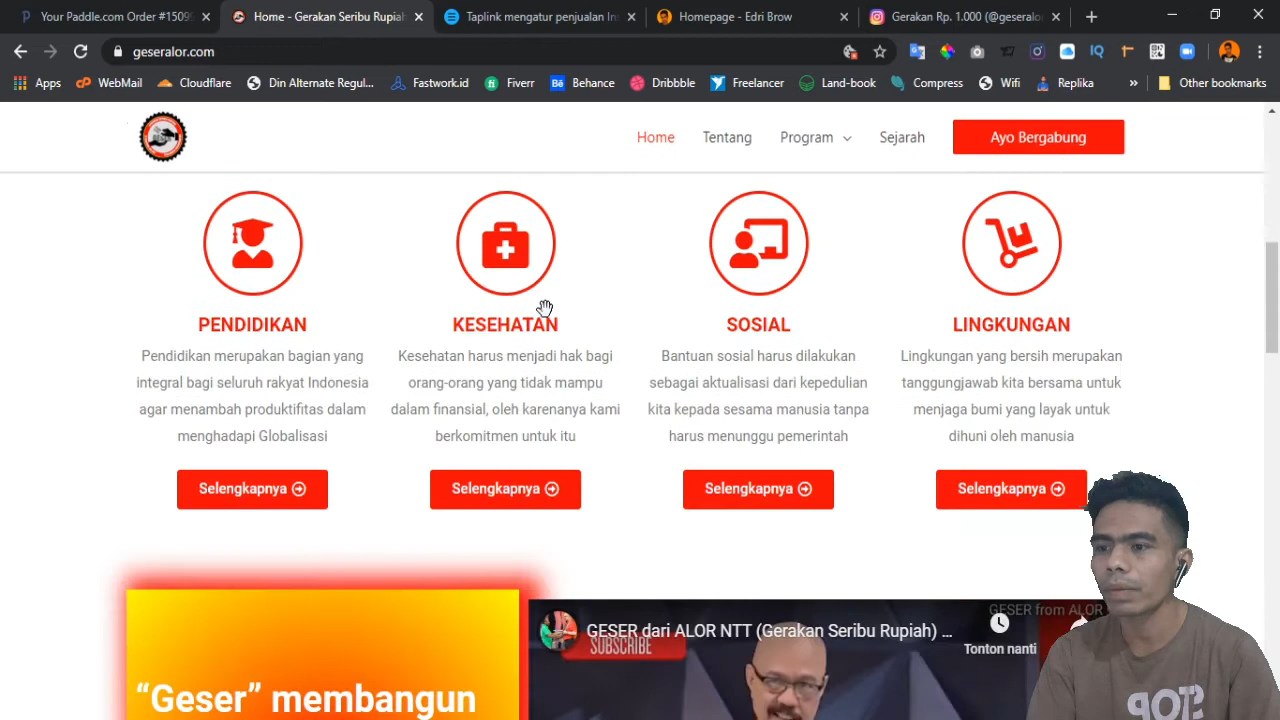 Your Paddle.com Order #1509
Home - Gerakan Seribu Rupiah
Taplink mengatur penjualan In
Homepage - Edri Brow
Gerakan Rp. 1.000 (@geseralor
geseralor.com
Apps WebMail Cloudflare Din Alternate Regul... Fastwork.id Fiverr Behance Dribbble Freelancer Land-book Compress Wifi Replika » Other bookmarks
Home Tentang Program Sejarah Ayo Bergabung
PENDIDIKAN
Pendidikan merupakan bagian yang
integral bagi seluruh rakyat Indonesia
agar menambah produktifitas dalam
menghadapi Globalisasi
Selengkapnya
KESEHATAN
Kesehatan harus menjadi hak bagi
orang-orang yang tidak mampu
dalam finansial, oleh karenanya kami
berkomitmen untuk itu
Selengkapnya
SOSIAL
Bantuan sosial harus dilakukan
sebagai aktualisasi dari kepedulian
kita kepada sesama manusia tanpa
harus menunggu pemerintah
Selengkapnya
LINGKUNGAN
Lingkungan yang bersih merupakan
tanggungjawab kita bersama untuk
menjaga bumi yang layak untuk
dihuni oleh manusia
Selengkapnya
“Geser” membangun
GESER from ALOR
GESER dari ALOR NTT (Gerakan Seribu Rupiah) ...
SUBSCRIBE
Tonton nanti
STOP